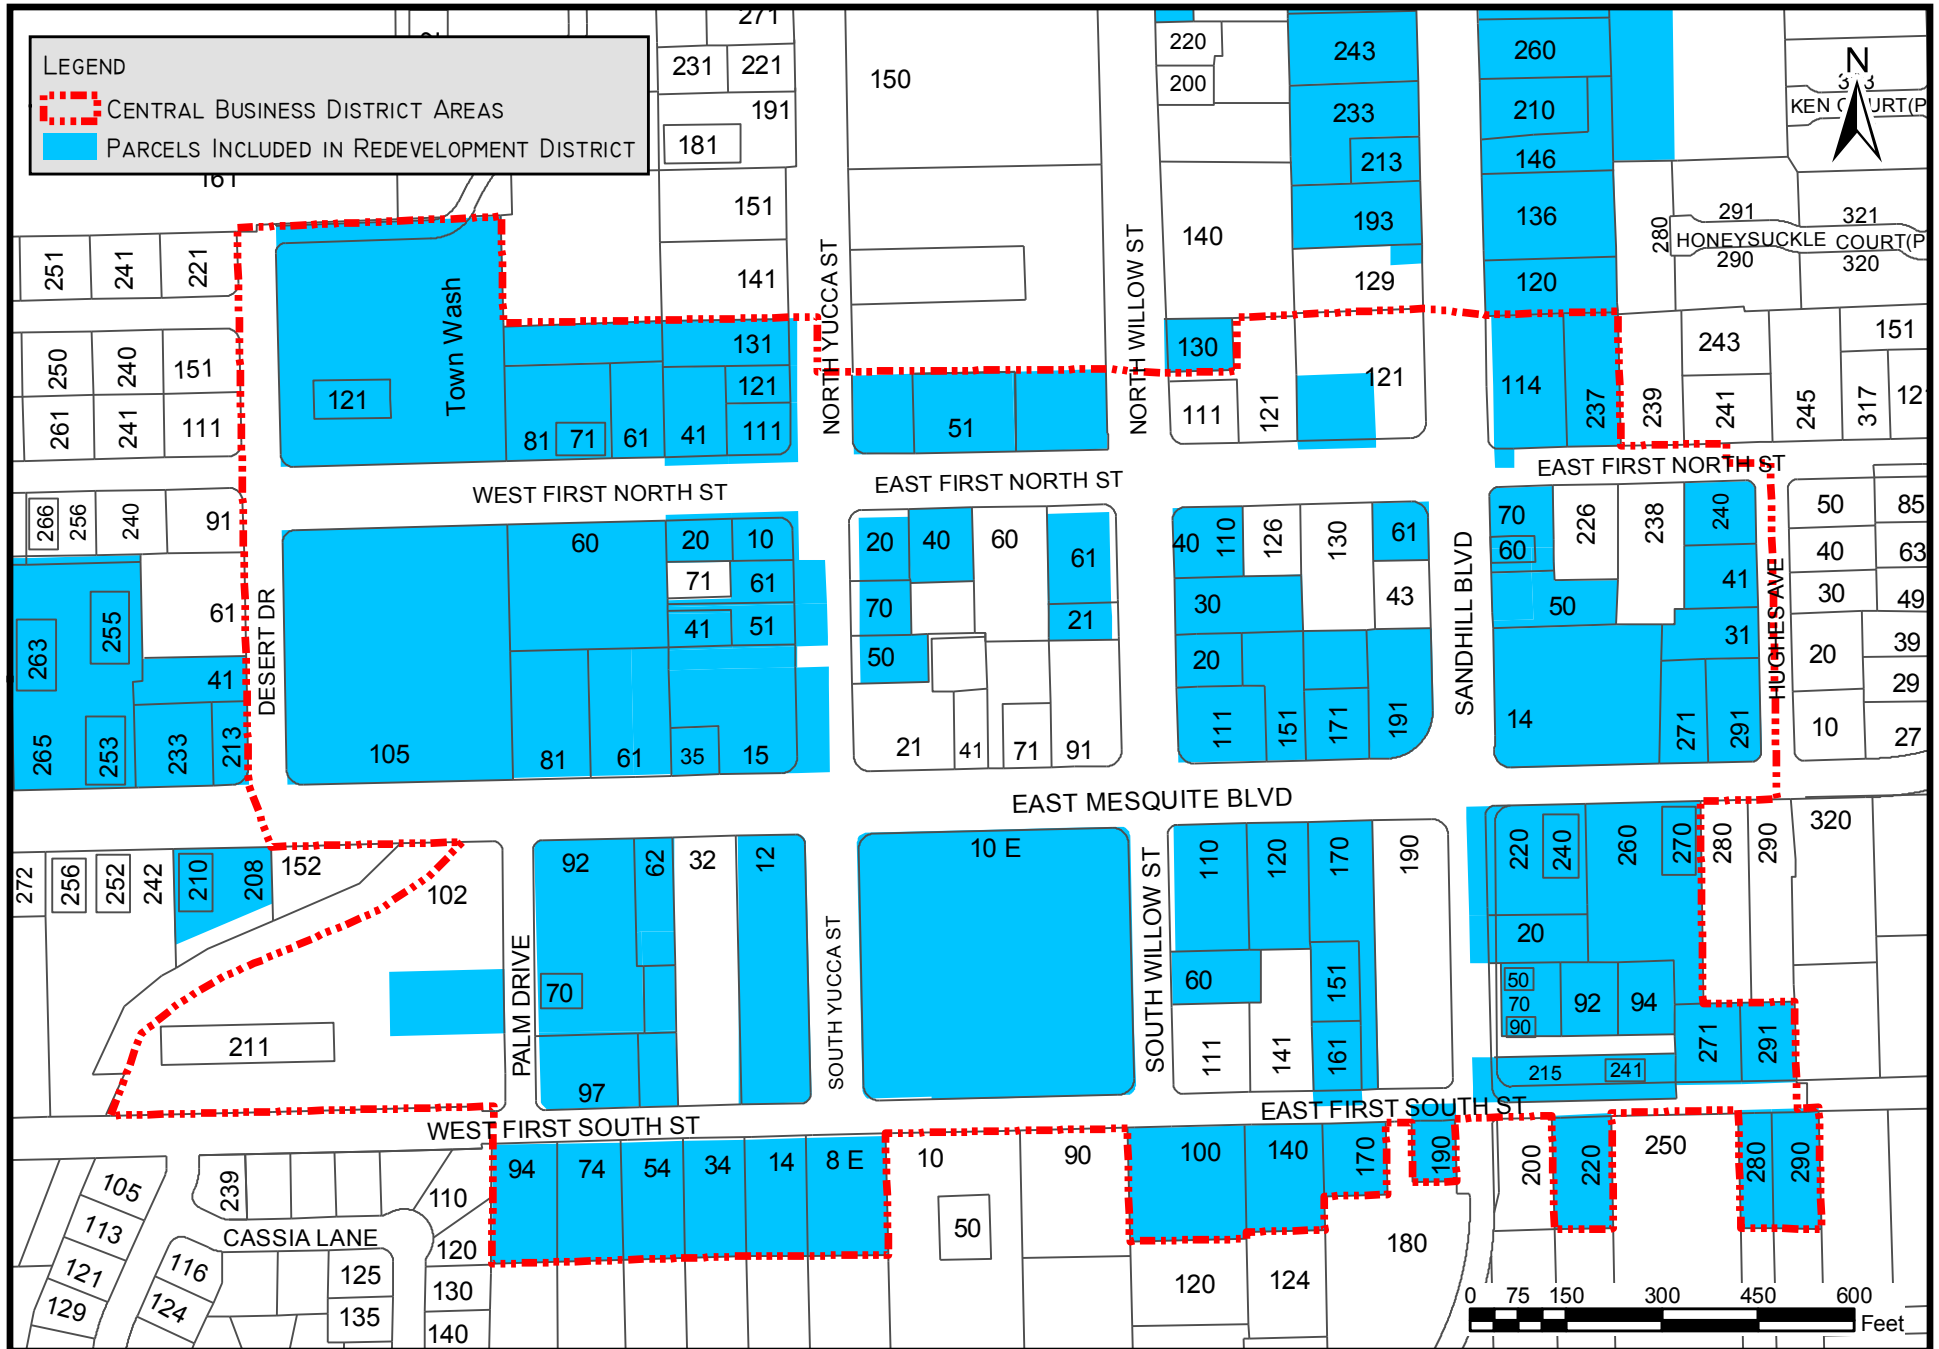 LEGEND
CENTRAL BUSINESS DISTRICT AREAS
PARCELS INCLUDED IN REDEVELOPMENT DISTRICT
271
231 221
191
181
151
141
161
150
220
200
140
243
233
213
193
129
260
210
146
136
120
N
KEN COURT(P
280
291 321
HONEYSUCKLE COURT(P
290 320
251 241 221
250 240 151
261 241 111
Town Wash
121
131
121
81 71 61 41 111
NORTH YUCCA ST
51
NORTH WILLOW ST
130
111 121
121
114 237
239
243
241
245
151
317
WEST FIRST NORTH ST
EAST FIRST NORTH ST
EAST FIRST NORTH ST
266 256 240 91
61
263 255
41
265 253 233 213
DESERT DR
60
20 10
71 61
41 51
105 81 61 35 15
20 40 60 61
70
21
50
21 41 71 91
40 110 126 130 61
43
30
20
111 151 171 191
SANDHILL BLVD
70 226 238 240
60
50
41
31
14 271 291
HUGHES AVE
50 85
40 63
30 49
20 39
29
10 27
EAST MESQUITE BLVD
272 256 252 242 210 208 152
102
211
PALM DRIVE
92 62 32 12
70
97
SOUTH YUCCA ST
10 E
SOUTH WILLOW ST
110 120 170 190
60 151
111 141 161
220 240 260 270 280 290 320
20
50
70 92 94
90
271 291
215 241
WEST FIRST SOUTH ST
EAST FIRST SOUTH ST
94 74 54 34 14 8 E
10 90
50
100 140 170 190
180
120 124
200 220 250 280 290
105
113
121
129
239
110
CASSIA LANE
120
116
124
125
135
130
140
0 75 150 300 450 600
Feet